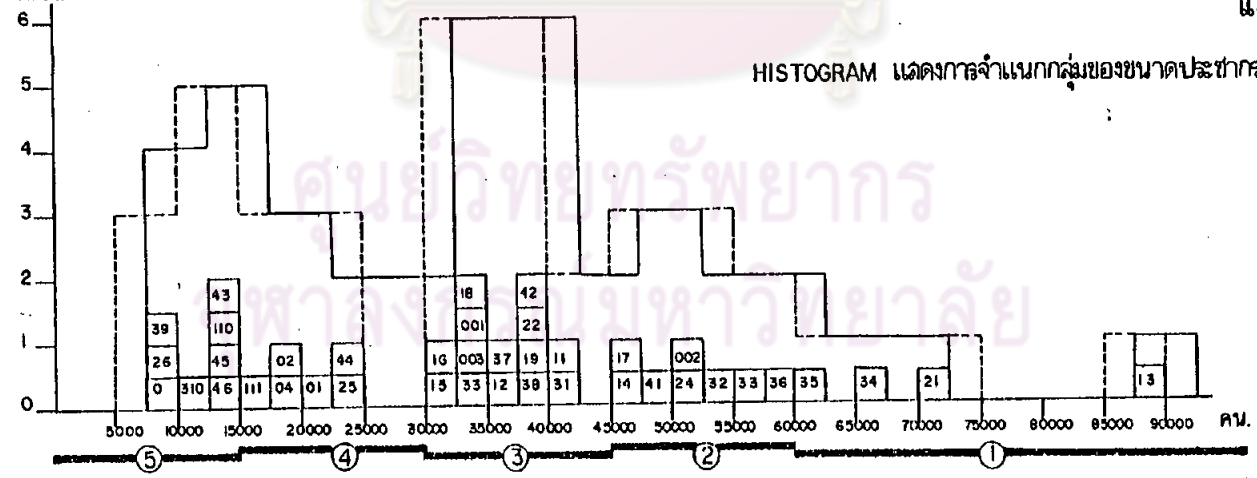 6
HISTOGRAM แสดงการจำแนกกลุ่มของขนาดประชากร
5
4
ศูนย์วิทยทรัพยากร
3
จุฬาลงกรณ์มหาวิทยาลัย
2
43 18 42
39 110 001 22
1
26 45 02 44 16 003 37 19 11 17 002
0 310 46 111 04 01 25 15 33 12 38 31 14 41 24 32 33 36 35 34 21 13
0
5000 10000 15000 20000 25000 30000 35000 40000 45000 50000 55000 60000 65000 70000 75000 80000 85000 90000 คน.
5 4 3 2 1